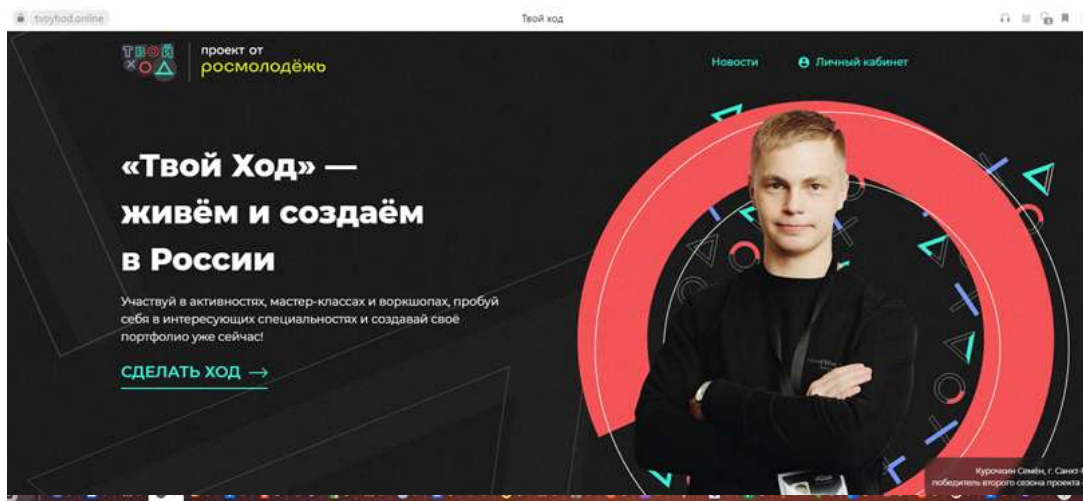 tvoyhod.online
Твой ход
ТВОЙ
ХОД
проект от
росмолодёжь
Новости
Личный кабинет
«Твой Ход» —
живём и создаём
в России
Участвуй в активностях, мастер-классах и воркшопах, пробуй
себя в интересующих специальностях и создавай своё
портфолио уже сейчас!
СДЕЛАТЬ ХОД →
Курочкин Семён, г. Санкт-
победитель второго сезона проекта